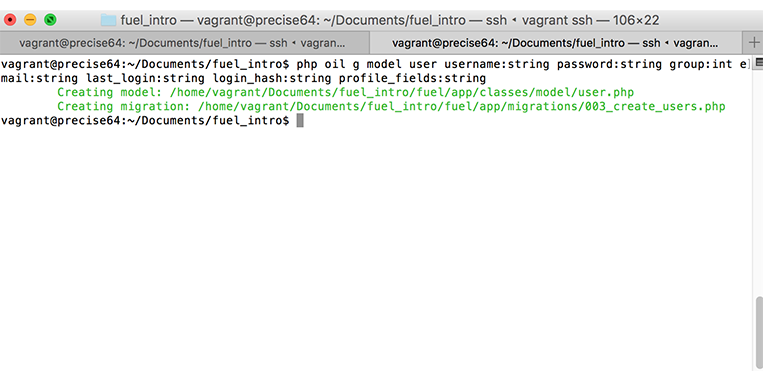 fuel_intro — vagrant@precise64: ~/Documents/fuel_intro — ssh ◂ vagrant ssh — 106×22
vagrant@precise64: ~/Documents/fuel_intro — ssh ◂ vagran...
vagrant@precise64: ~/Documents/fuel_intro — ssh ◂ vagran...
vagrant@precise64:~/Documents/fuel_intro$ php oil g model user username:string password:string group:int e
mail:string last_login:string login_hash:string profile_fields:string
Creating model: /home/vagrant/Documents/fuel_intro/fuel/app/classes/model/user.php
Creating migration: /home/vagrant/Documents/fuel_intro/fuel/app/migrations/003_create_users.php
vagrant@precise64:~/Documents/fuel_intro$